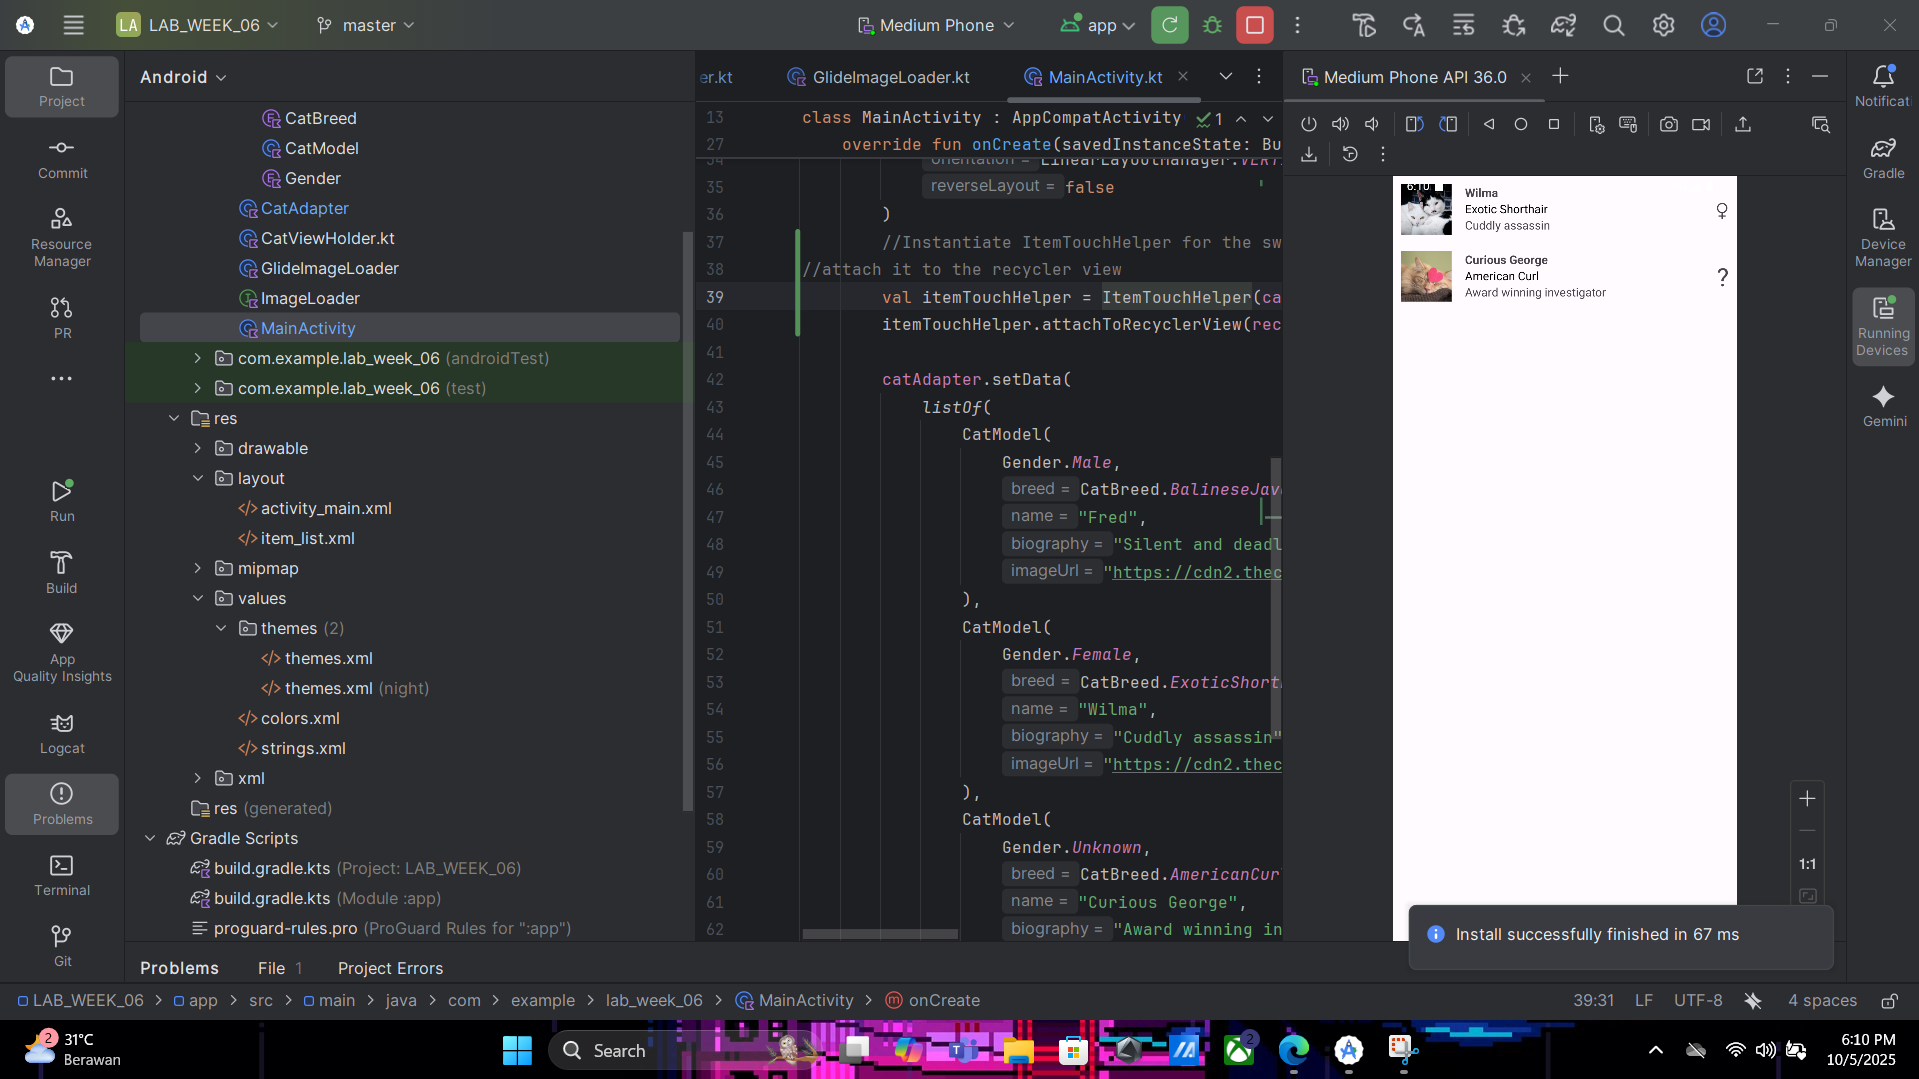 LA LAB_WEEK_06 master
Medium Phone app
Project
Commit
Resource
Manager
PR
Run
Build
App
Quality Insights
Logcat
Problems
Terminal
Git
Android
CatBreed
CatModel
Gender
CatAdapter
CatViewHolder.kt
GlideImageLoader
ImageLoader
MainActivity
com.example.lab_week_06 (androidTest)
com.example.lab_week_06 (test)
res
drawable
layout
activity_main.xml
item_list.xml
mipmap
values
themes (2)
themes.xml
themes.xml (night)
colors.xml
strings.xml
xml
res (generated)
Gradle Scripts
build.gradle.kts (Project: LAB_WEEK_06)
build.gradle.kts (Module :app)
proguard-rules.pro (ProGuard Rules for ":app")
er.kt GlideImageLoader.kt MainActivity.kt
13 class MainActivity : AppCompatActivity 1
27 override fun onCreate(savedInstanceState: Bu
34 orientation = LinearLayoutManager.VERT
35 reverseLayout = false
36 )
37 //Instantiate ItemTouchHelper for the sw
38 //attach it to the recycler view
39 val itemTouchHelper = ItemTouchHelper(ca
40 itemTouchHelper.attachToRecyclerView(rec
41
42 catAdapter.setData(
43 listOf(
44 CatModel(
45 Gender.Male,
46 breed = CatBreed.BalineseJav
47 name = "Fred",
48 biography = "Silent and deadl
49 imageUrl = "https://cdn2.thec
50 ),
51 CatModel(
52 Gender.Female,
53 breed = CatBreed.ExoticShort
54 name = "Wilma",
55 biography = "Cuddly assassin"
56 imageUrl = "https://cdn2.thec
57 ),
58 CatModel(
59 Gender.Unknown,
60 breed = CatBreed.AmericanCur
61 name = "Curious George",
62 biography = "Award winning in
Medium Phone API 36.0
6:10
Wilma
Exotic Shorthair
Cuddly assassin
♀
Curious George
American Curl
Award winning investigator
?
1:1
Install successfully finished in 67 ms
Notificat
Gradle
Device
Manager
Running
Devices
Gemini
Problems File 1 Project Errors
LAB_WEEK_06 > app > src > main > java > com > example > lab_week_06 > MainActivity > onCreate
39:31 LF UTF-8 4 spaces
2 31°C
Berawan
Search
2
6:10 PM
10/5/2025